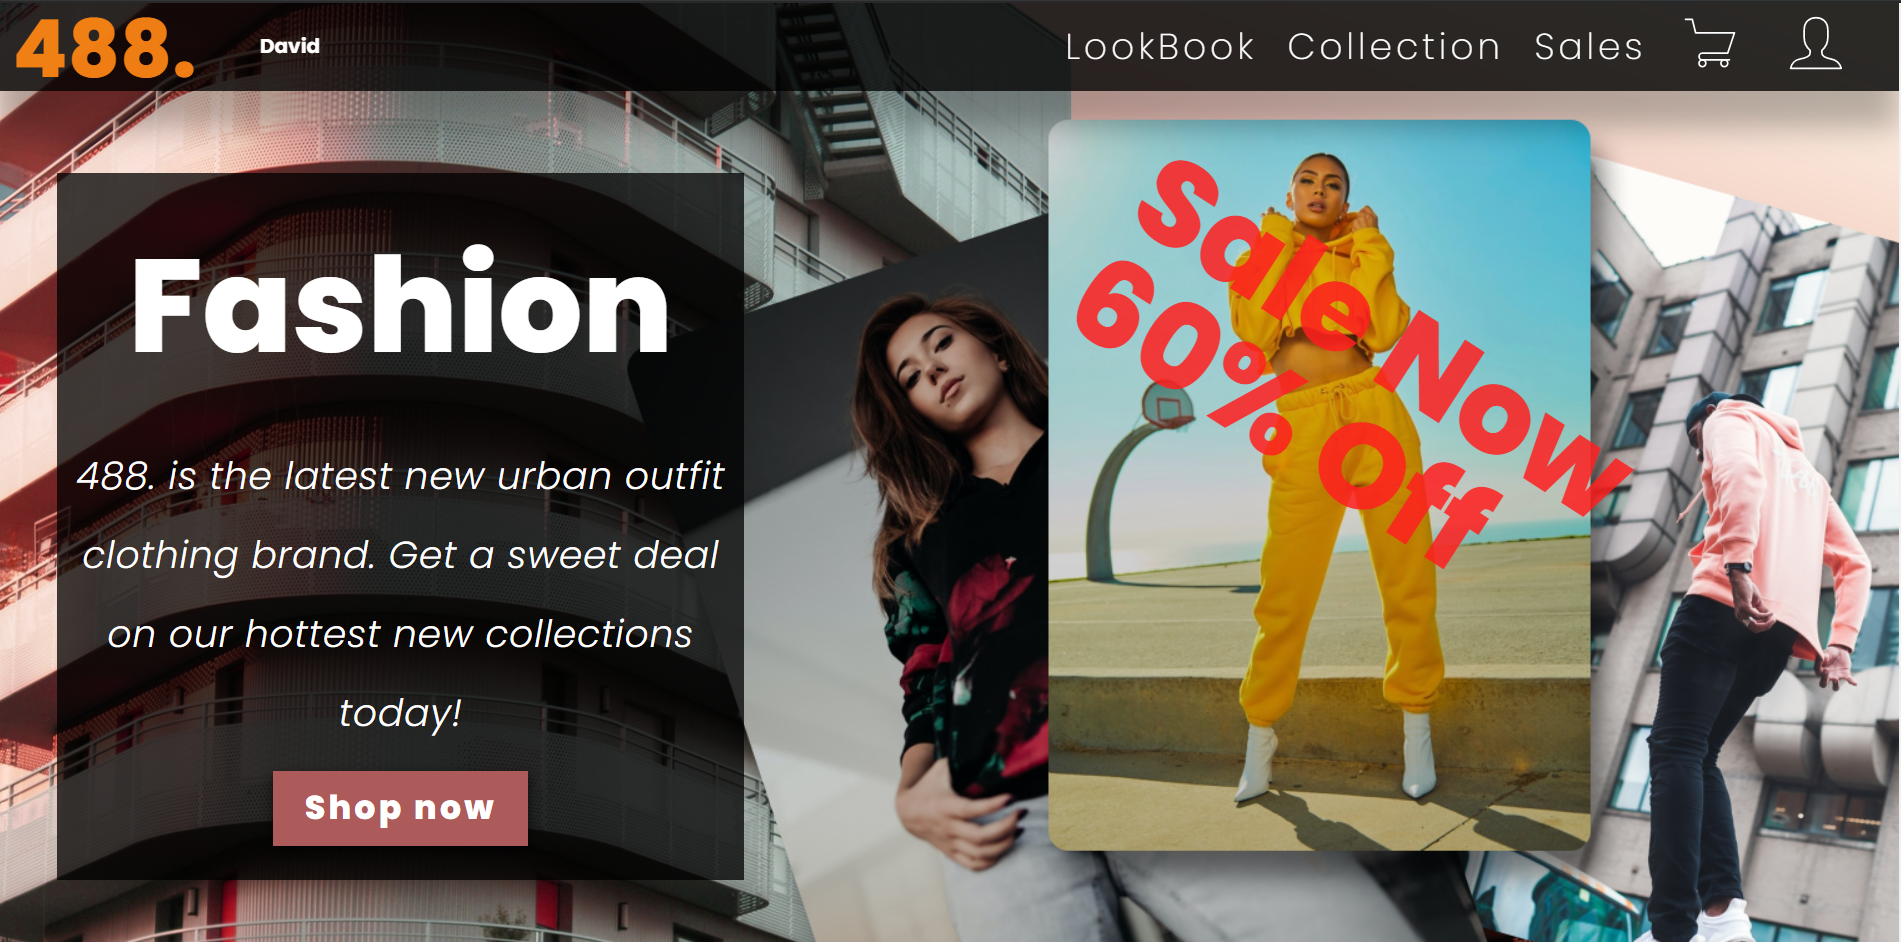 488.
David
LookBook Collection Sales
Fashion
488. is the latest new urban outfit
clothing brand. Get a sweet deal
on our hottest new collections
today!
Shop now
Sale Now
60% Off